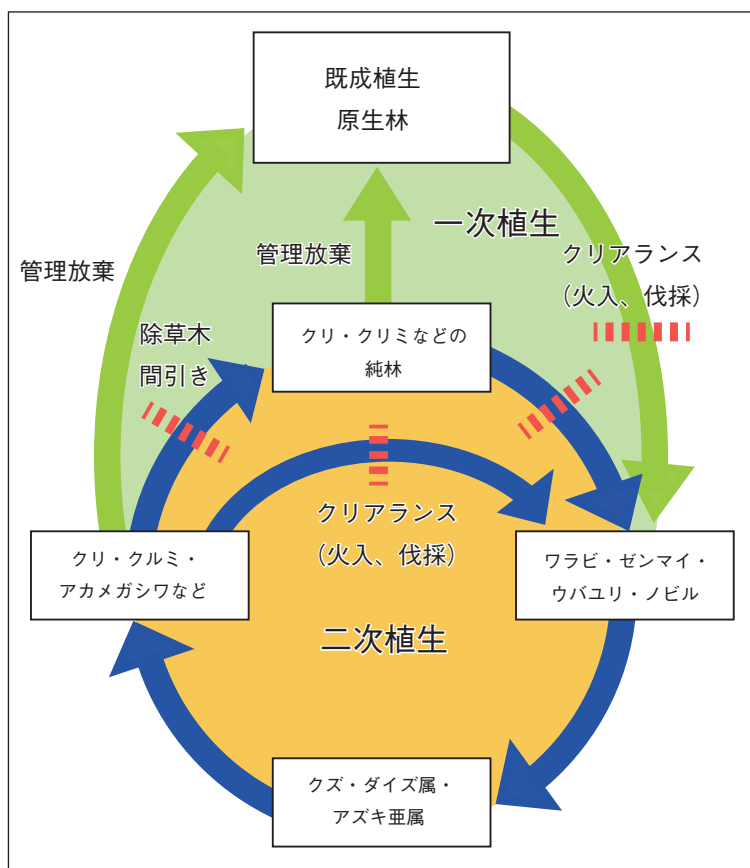 既成植生
原生林
一次植生
管理放棄
クリアランス
（火入、伐採）
管理放棄
除草木
間引き
クリ・クリミなどの
純林
クリアランス
（火入、伐採）
クリ・クルミ・
アカメガシワなど
ワラビ・ゼンマイ・
ウバユリ・ノビル
二次植生
クズ・ダイズ属・
アズキ亜属